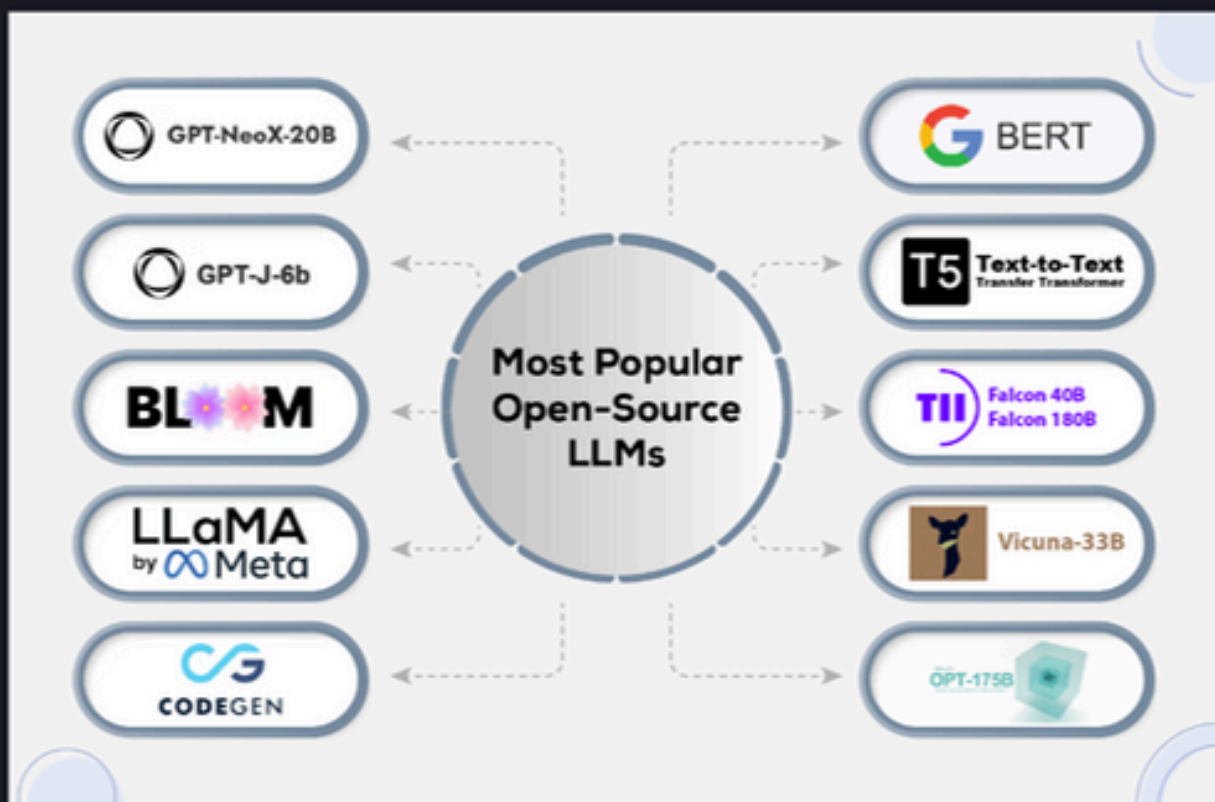 GPT-NeoX-20B
GPT-J-6b
BLOOM
LLaMA
by Meta
CODEGEN
Most Popular
Open-Source
LLMs
G BERT
T5 Text-to-Text
Transfer Transformer
TII Falcon 40B
Falcon 180B
Vicuna-33B
OPT-175B